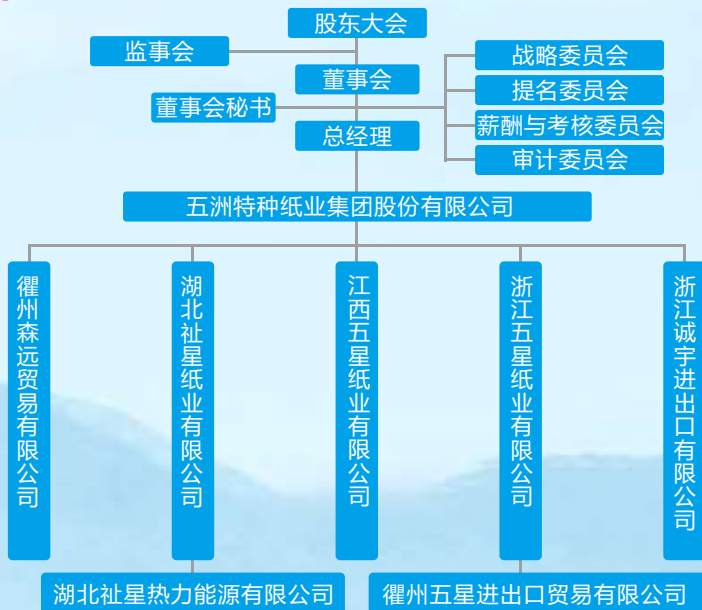 股东大会
监事会
董事会
董事会秘书
总经理
战略委员会
提名委员会
薪酬与考核委员会
审计委员会
五洲特种纸业集团股份有限公司
衢州森远贸易有限公司
湖北祉星纸业有限公司
江西五星纸业有限公司
浙江五星纸业有限公司
浙江诚宇进出口有限公司
湖北祉星热力能源有限公司
衢州五星进出口贸易有限公司